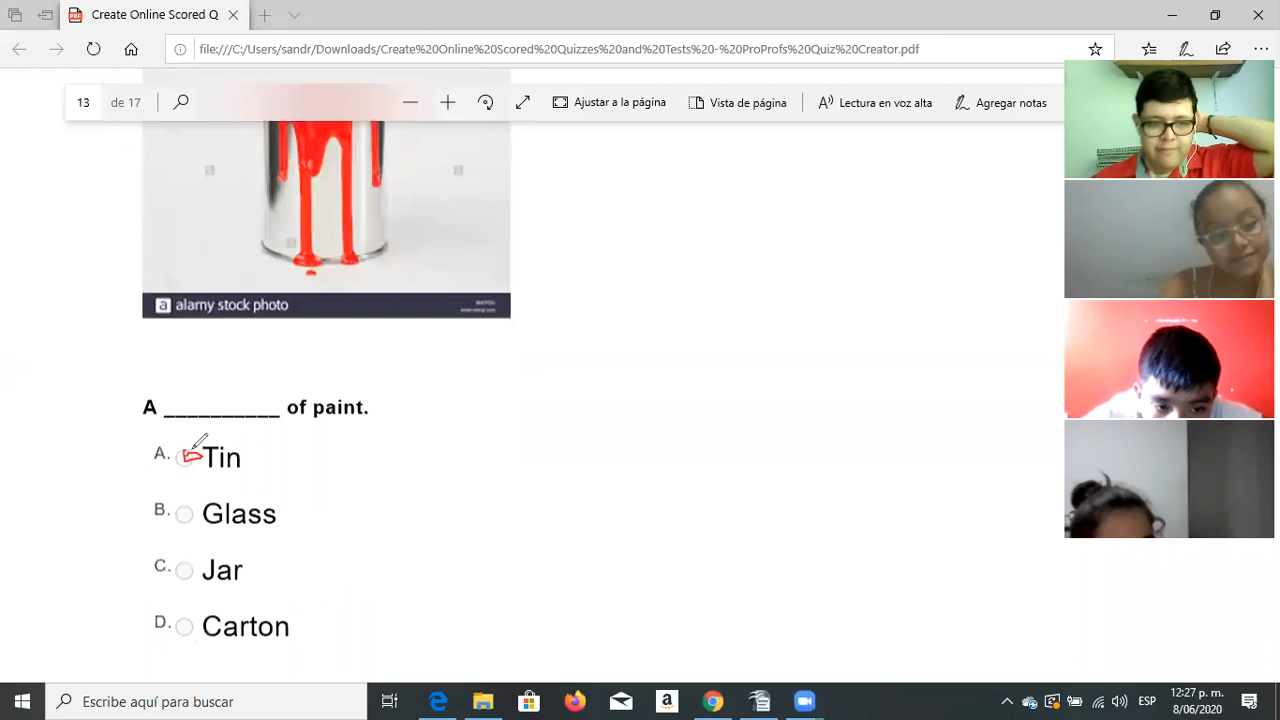 Create Online Scored Q
file:///C:/Users/sandr/Downloads/Create%20Online%20Scored%20Quizzes%20and%20Tests%20-%20ProProfs%20Quiz%20Creator.pdf
13 de 17
Ajustar a la página
Vista de página
Lectura en voz alta
Agregar notas
a alamy stock photo
A __________ of paint.
A. Tin
B. Glass
C. Jar
D. Carton
Escribe aquí para buscar
ESP
12:27 p. m.
8/06/2020